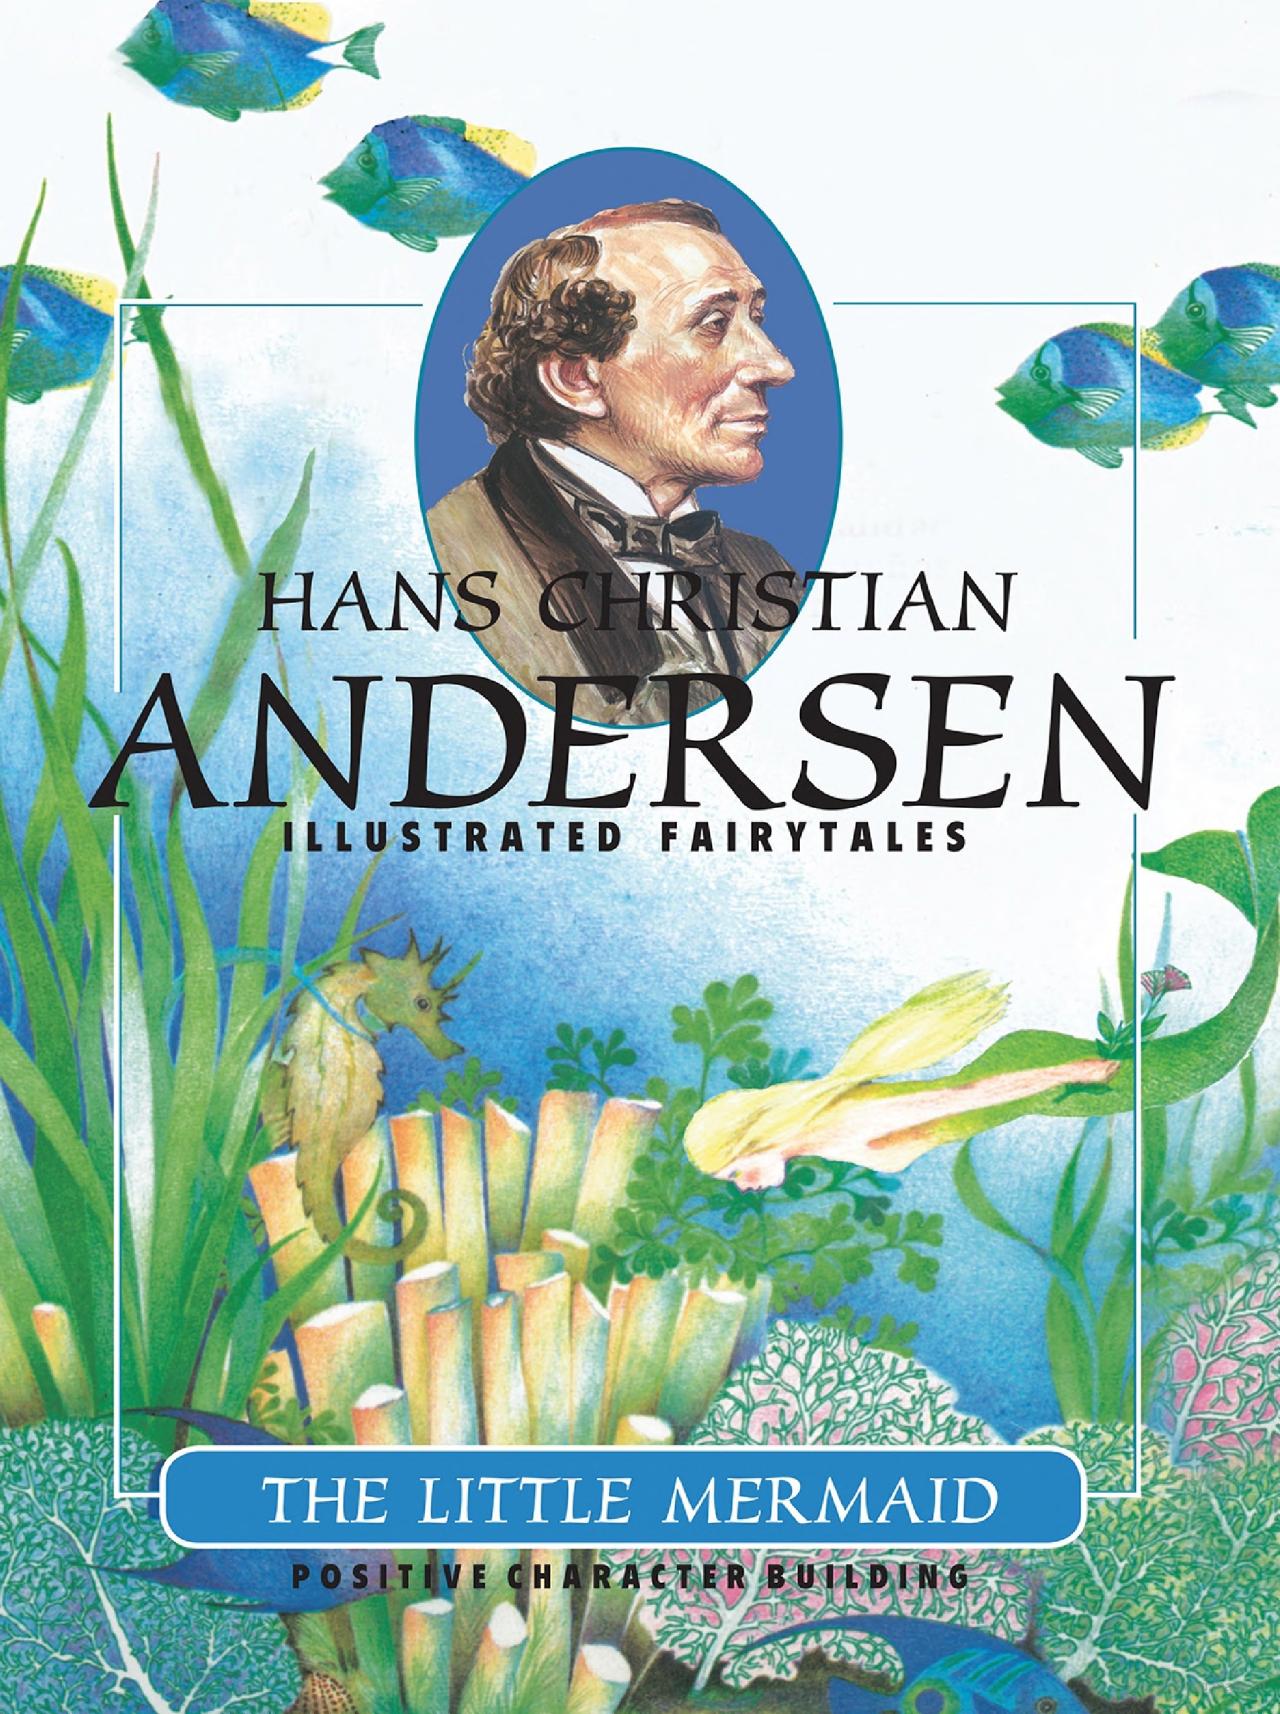 HANS CHRISTIAN
ANDERSEN
ILLUSTRATED FAIRYTALES
THE LITTLE MERMAID
POSITIVE CHARACTER BUILDING